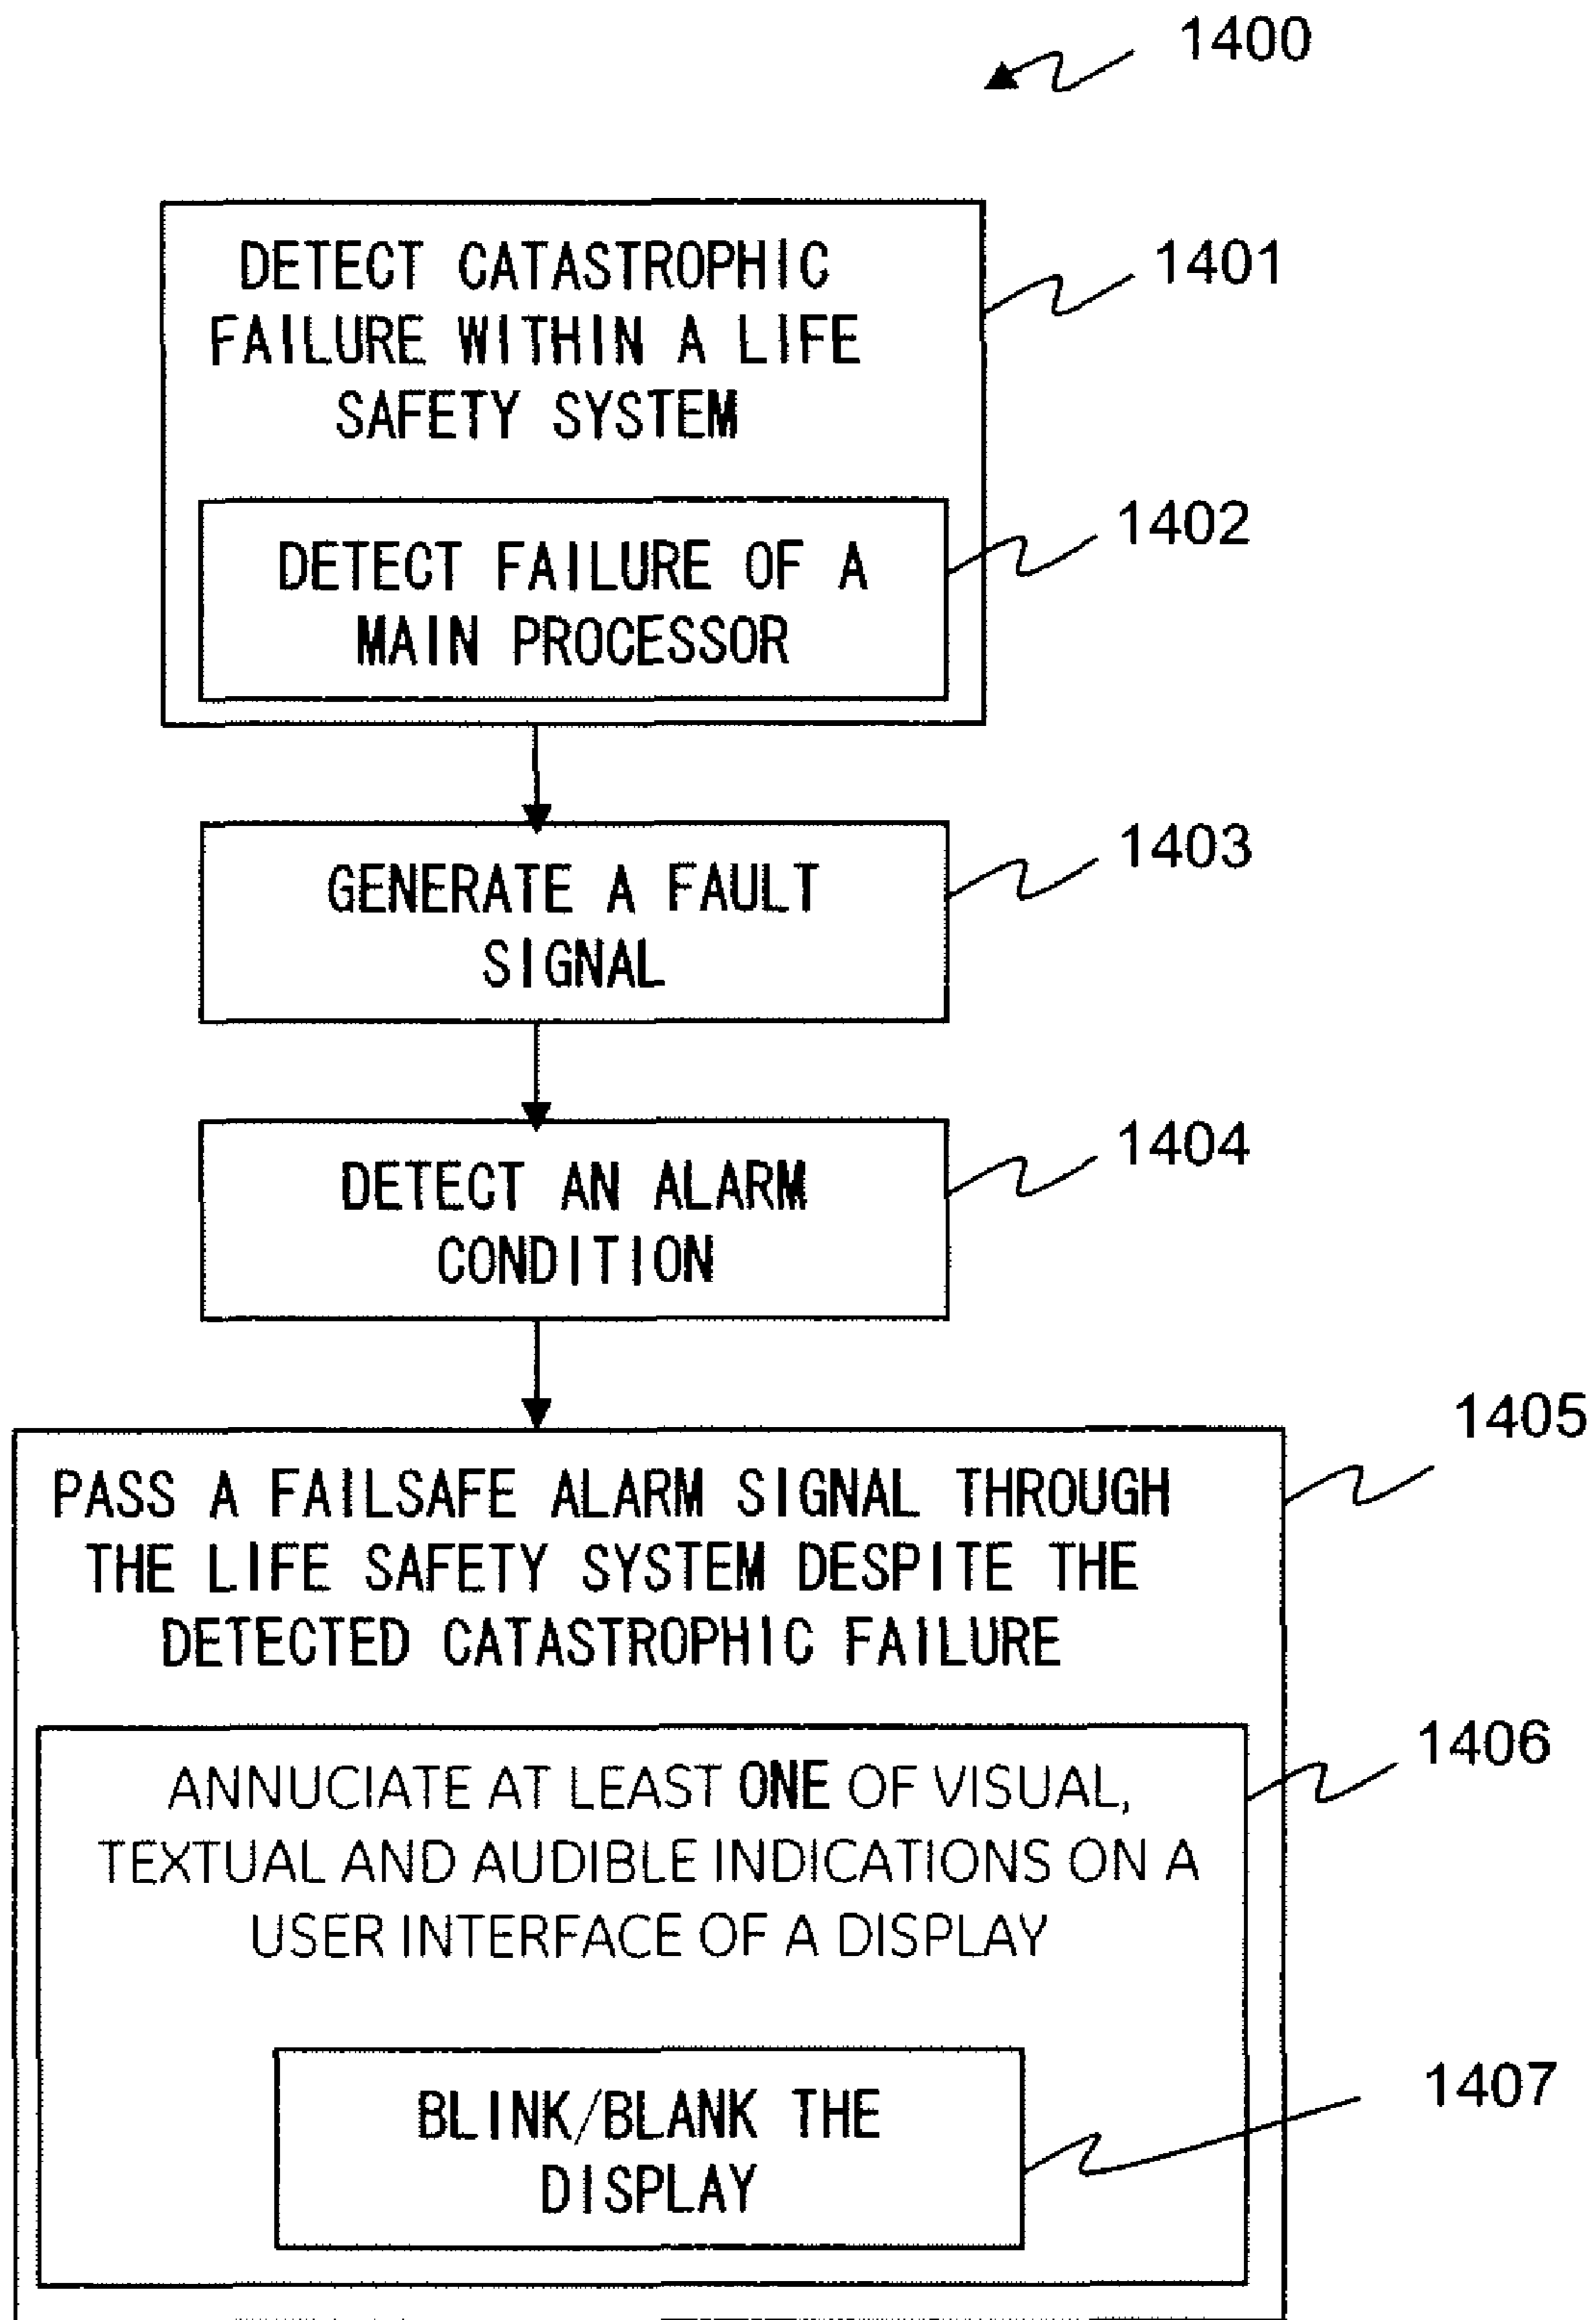 1400
DETECT CATASTROPHIC
FAILURE WITHIN A LIFE
SAFETY SYSTEM
1401
DETECT FAILURE OF A
MAIN PROCESSOR
1402
GENERATE A FAULT
SIGNAL
1403
DETECT AN ALARM
CONDITION
1404
PASS A FAILSAFE ALARM SIGNAL THROUGH
THE LIFE SAFETY SYSTEM DESPITE THE
DETECTED CATASTROPHIC FAILURE
1405
ANNUCIATE AT LEAST ONE OF VISUAL,
TEXTUAL AND AUDIBLE INDICATIONS ON A
USER INTERFACE OF A DISPLAY
1406
BLINK/BLANK THE
DISPLAY
1407